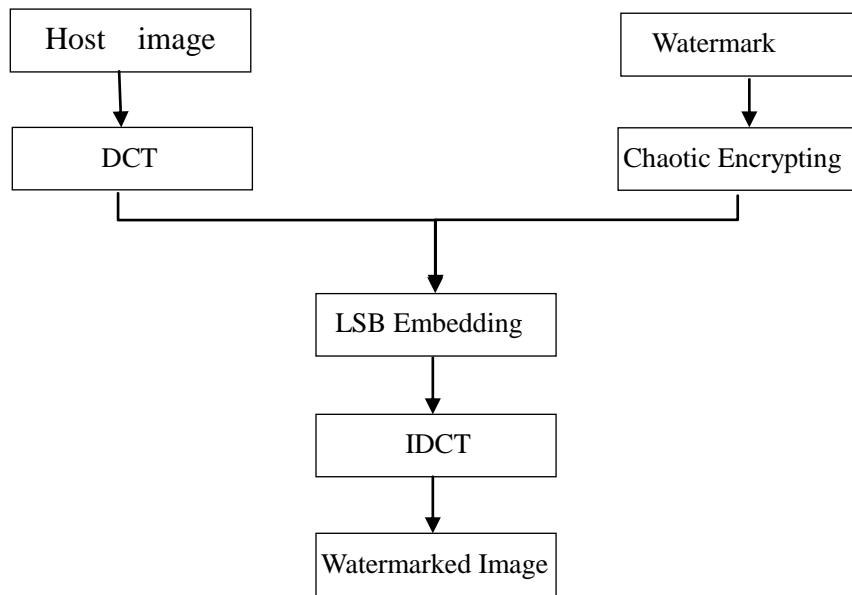 Host image
Watermark
DCT
Chaotic Encrypting
LSB Embedding
IDCT
Watermarked Image